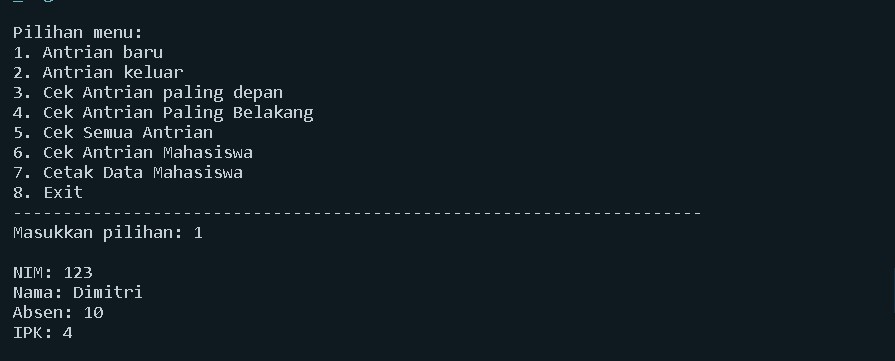 Pilihan menu:
1. Antrian baru
2. Antrian keluar
3. Cek Antrian paling depan
4. Cek Antrian Paling Belakang
5. Cek Semua Antrian
6. Cek Antrian Mahasiswa
7. Cetak Data Mahasiswa
8. Exit
---------------------------------------------------------------------
Masukkan pilihan: 1
NIM: 123
Nama: Dimitri
Absen: 10
IPK: 4